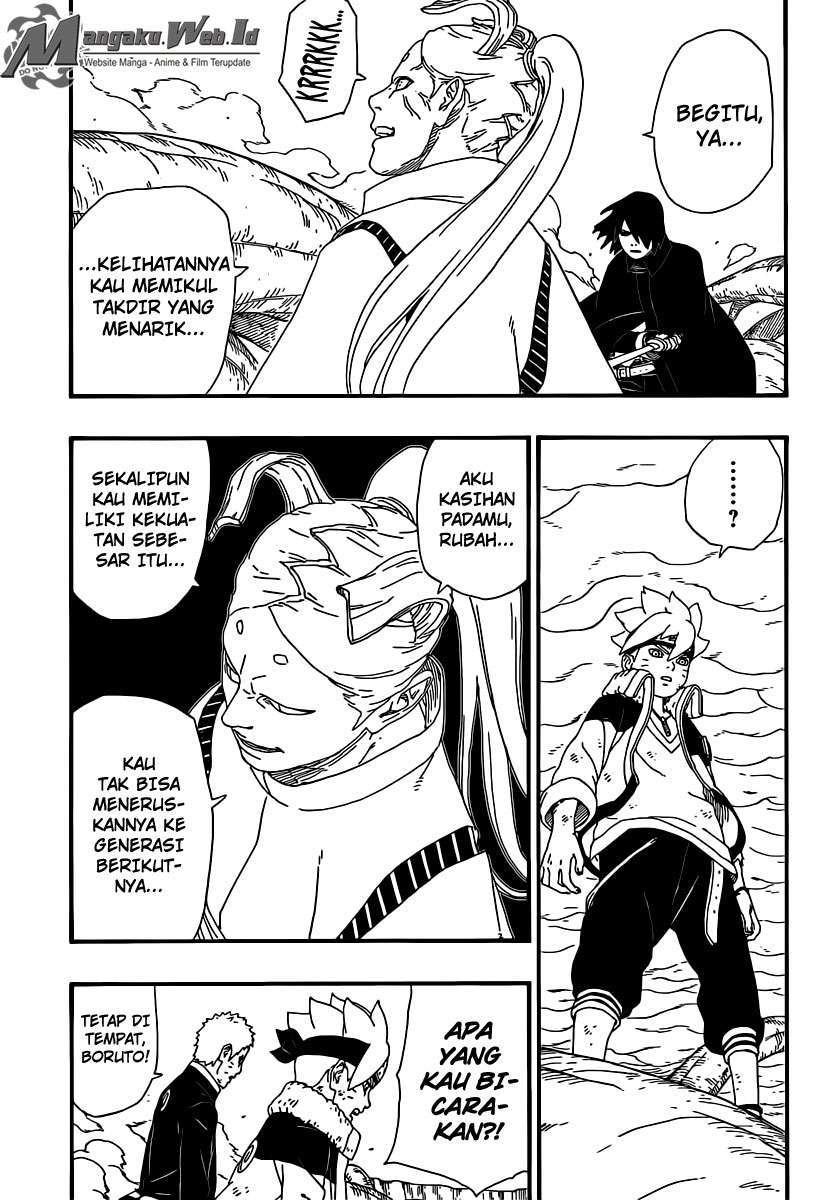 Mangaku.Web.Id
Website Manga - Anime & Film Terupdate
BEGITU,
YA...
KRRRKKK...
...KELIHATANNYA
KAU MEMIKUL
TAKDIR YANG
MENARIK...
......?
AKU
KASIHAN
PADAMU,
RUBAH...
SEKALIPUN
KAU MEMI-
LIKI KEKUA-
TAN SEBE-
SAR ITU...
KAU
TAK BISA
MENERUS-
KANNYA KE
GENERASI
BERIKUT-
NYA...
APA
YANG
KAU BI-
CARA-
KAN?!
TETAP DI
TEMPAT,
BORUTO!